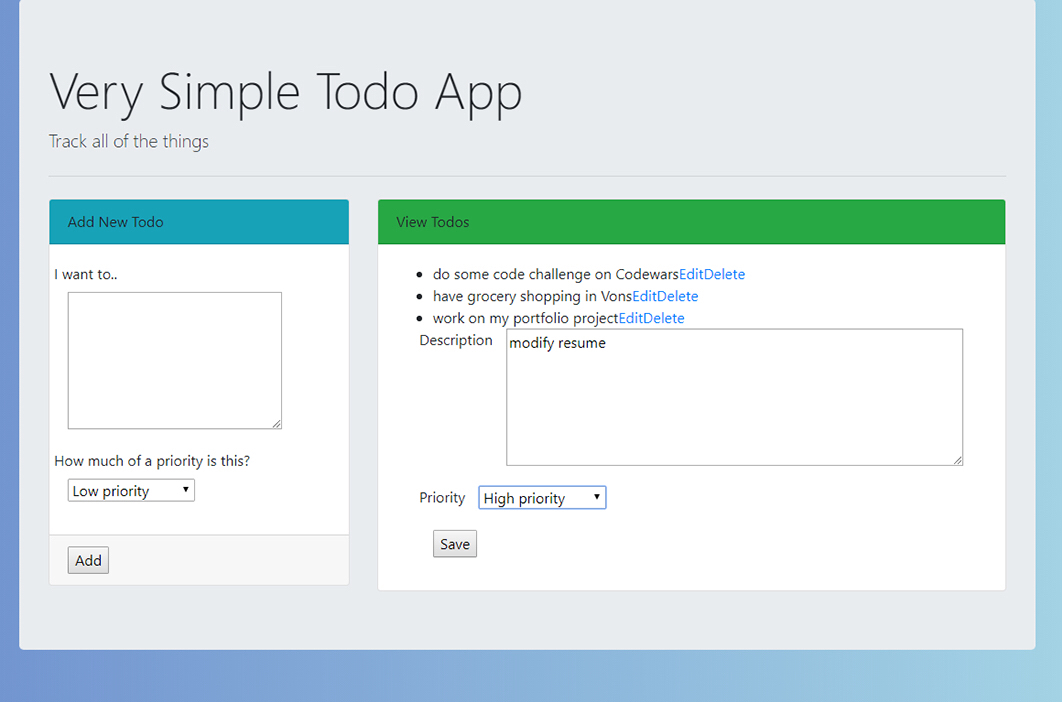 Very Simple Todo App
Track all of the things
Add New Todo
I want to..
How much of a priority is this?
Low priority
Add
View Todos
do some code challenge on CodewarsEditDelete
have grocery shopping in VonsEditDelete
work on my portfolio projectEditDelete
Description modify resume
Priority High priority
Save